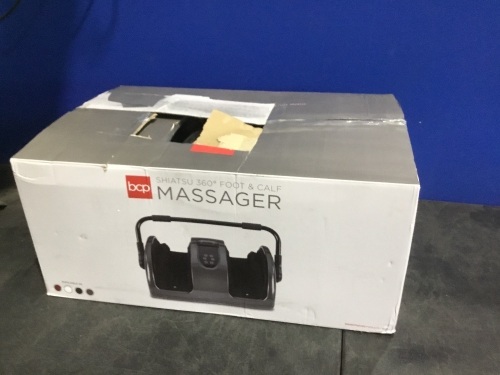 bcp
SHIATSU 360° FOOT & CALF
MASSAGER